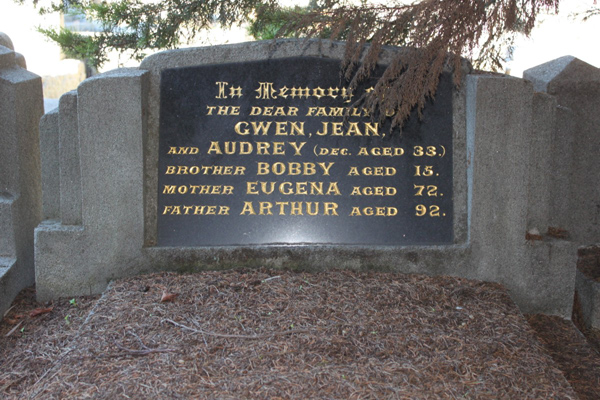 In Memory
THE DEAR FAMILY
GWEN, JEAN,
AND AUDREY (DEC. AGED 33.)
BROTHER BOBBY AGED 15.
MOTHER EUGENA AGED 72.
FATHER ARTHUR AGED 92.